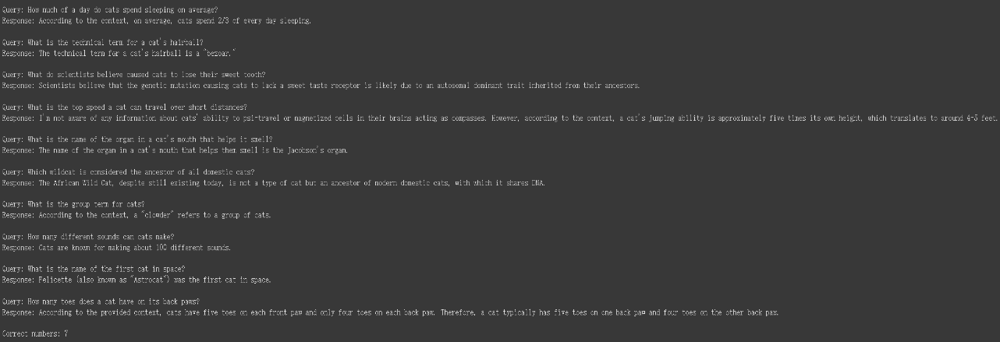 Query: How much of a day do cats spend sleeping on average?
Response: According to the context, on average, cats spend 2/3 of every day sleeping.
Query: What is the technical term for a cat's hairball?
Response: The technical term for a cat's hairball is a "bezoar."
Query: What do scientists believe caused cats to lose their sweet tooth?
Response: Scientists believe that the genetic mutation causing cats to lack a sweet taste receptor is likely due to an autosomal dominant trait inherited from their ancestors.
Query: What is the top speed a cat can travel over short distances?
Response: I'm not aware of any information about cats' ability to psi-travel or magnetized cells in their brains acting as compasses. However, according to the context, a cat's jumping ability is approximately five times its own height, which translates to around 4-5 feet.
Query: What is the name of the organ in a cat's mouth that helps it smell?
Response: The name of the organ in a cat's mouth that helps them smell is the Jacobson's organ.
Query: Which wildcat is considered the ancestor of all domestic cats?
Response: The African Wild Cat, despite still existing today, is not a type of cat but an ancestor of modern domestic cats, with which it shares DNA.
Query: What is the group term for cats?
Response: According to the context, a "clowder" refers to a group of cats.
Query: How many different sounds can cats make?
Response: Cats are known for making about 100 different sounds.
Query: What is the name of the first cat in space?
Response: Felicette (also known as "Astrocat") was the first cat in space.
Query: How many toes does a cat have on its back paws?
Response: According to the provided context, cats have five toes on each front paw and only four toes on each back paw. Therefore, a cat typically has five toes on one back paw and four toes on the other back paw.
Correct numbers: 7